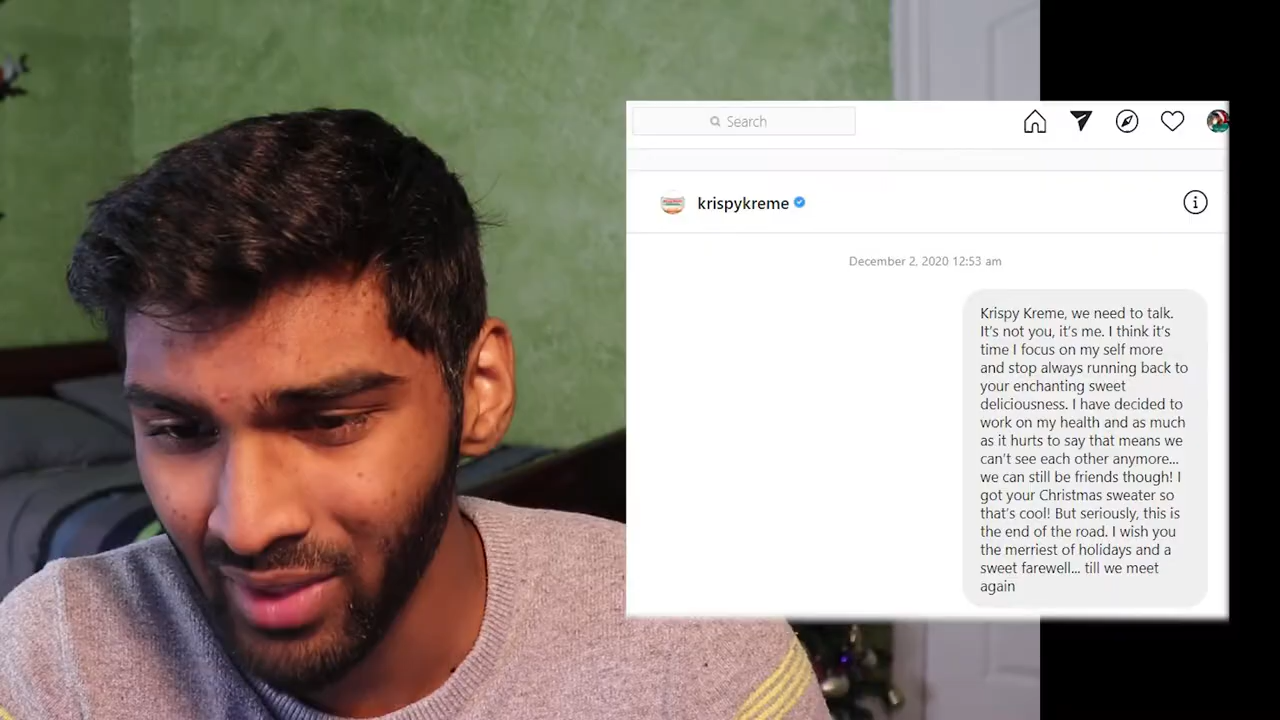 Search
krispykreme
December 2, 2020 12:53 am
Krispy Kreme, we need to talk.
It's not you, it's me. I think it's
time I focus on my self more
and stop always running back to
your enchanting sweet
deliciousness. I have decided to
work on my health and as much
as it hurts to say that means we
can't see each other anymore...
we can still be friends though! I
got your Christmas sweater so
that's cool! But seriously, this is
the end of the road. I wish you
the merriest of holidays and a
sweet farewell... till we meet
again